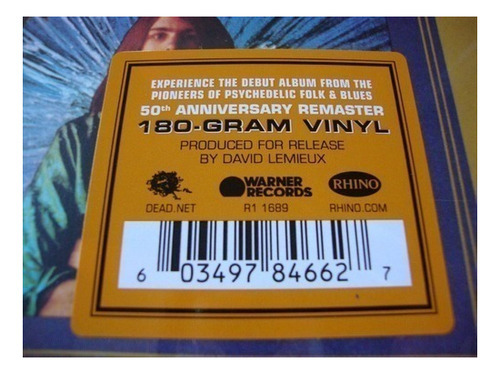 EXPERIENCE THE DEBUT ALBUM FROM THE
PIONEERS OF PSYCHEDELIC FOLK & BLUES
50th ANNIVERSARY REMASTER
180-GRAM VINYL
PRODUCED FOR RELEASE
BY DAVID LEMIEUX
WARNER RECORDS
RHINO
DEAD.NET
R1 1689
RHINO.COM
6 03497 84662 7